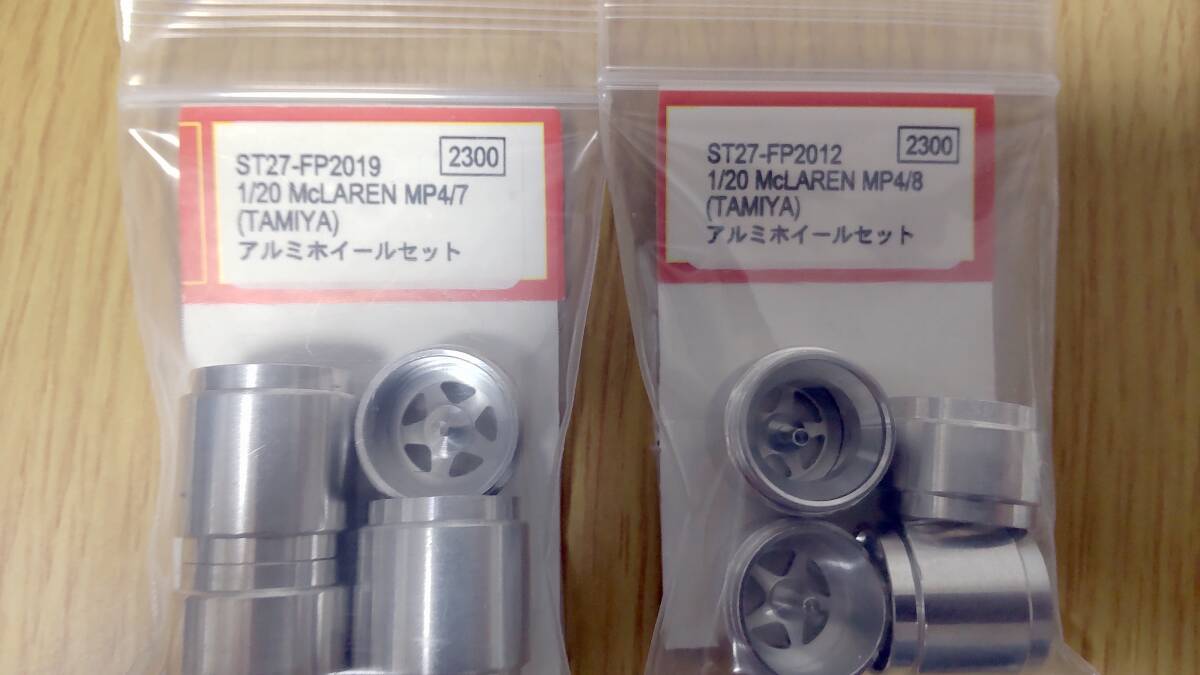 ST27-FP2019
2300
1/20 McLAREN MP4/7
(TAMIYA)
アルミホイールセット
ST27-FP2012
2300
1/20 McLAREN MP4/8
(TAMIYA)
アルミホイールセット